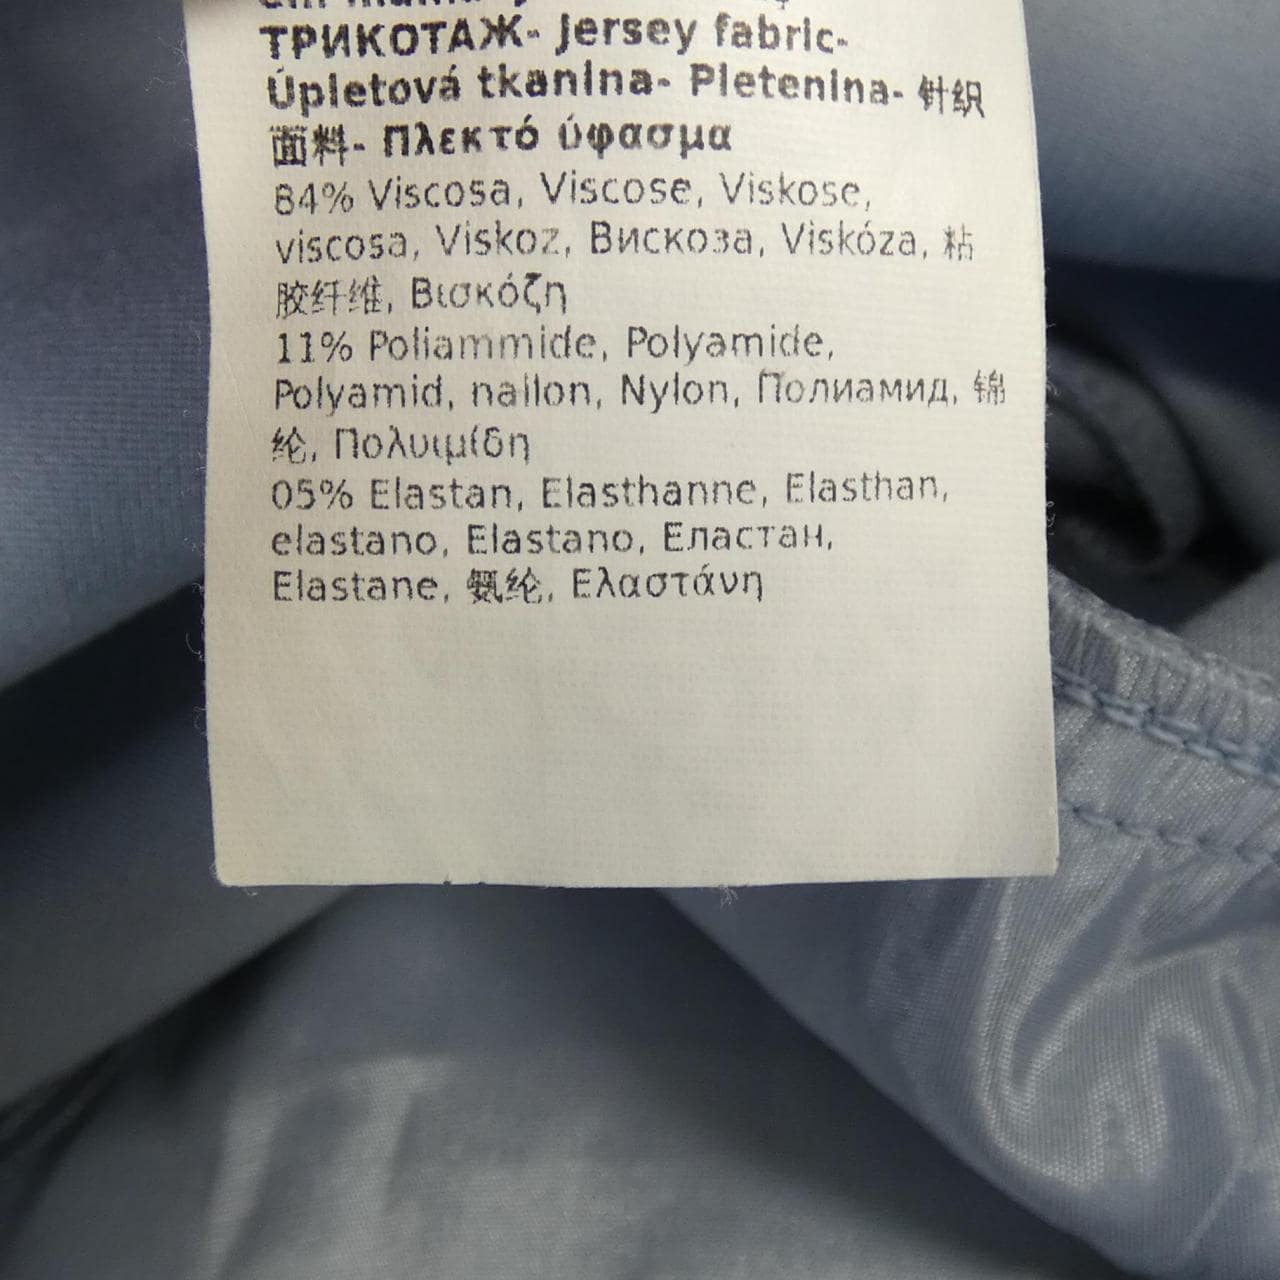 ТРИКОТАЖ- Jersey fabric-
Úpletová tkanina- Pletenina- 针织
面料- Πλεκτό ύφασμα
84% Viscosa, Viscose, Viskose,
viscosa, Viskoz, Вискоза, Viskóza, 粘
胶纤维, Βισκόζη
11% Poliammide, Polyamide,
Polyamid, nailon, Nylon, Полиамид, 锦
纶, Πολυιμίδη
05% Elastan, Elasthanne, Elasthan,
elastano, Elastano, Еластан,
Elastane, 氨纶, Ελαστάνη